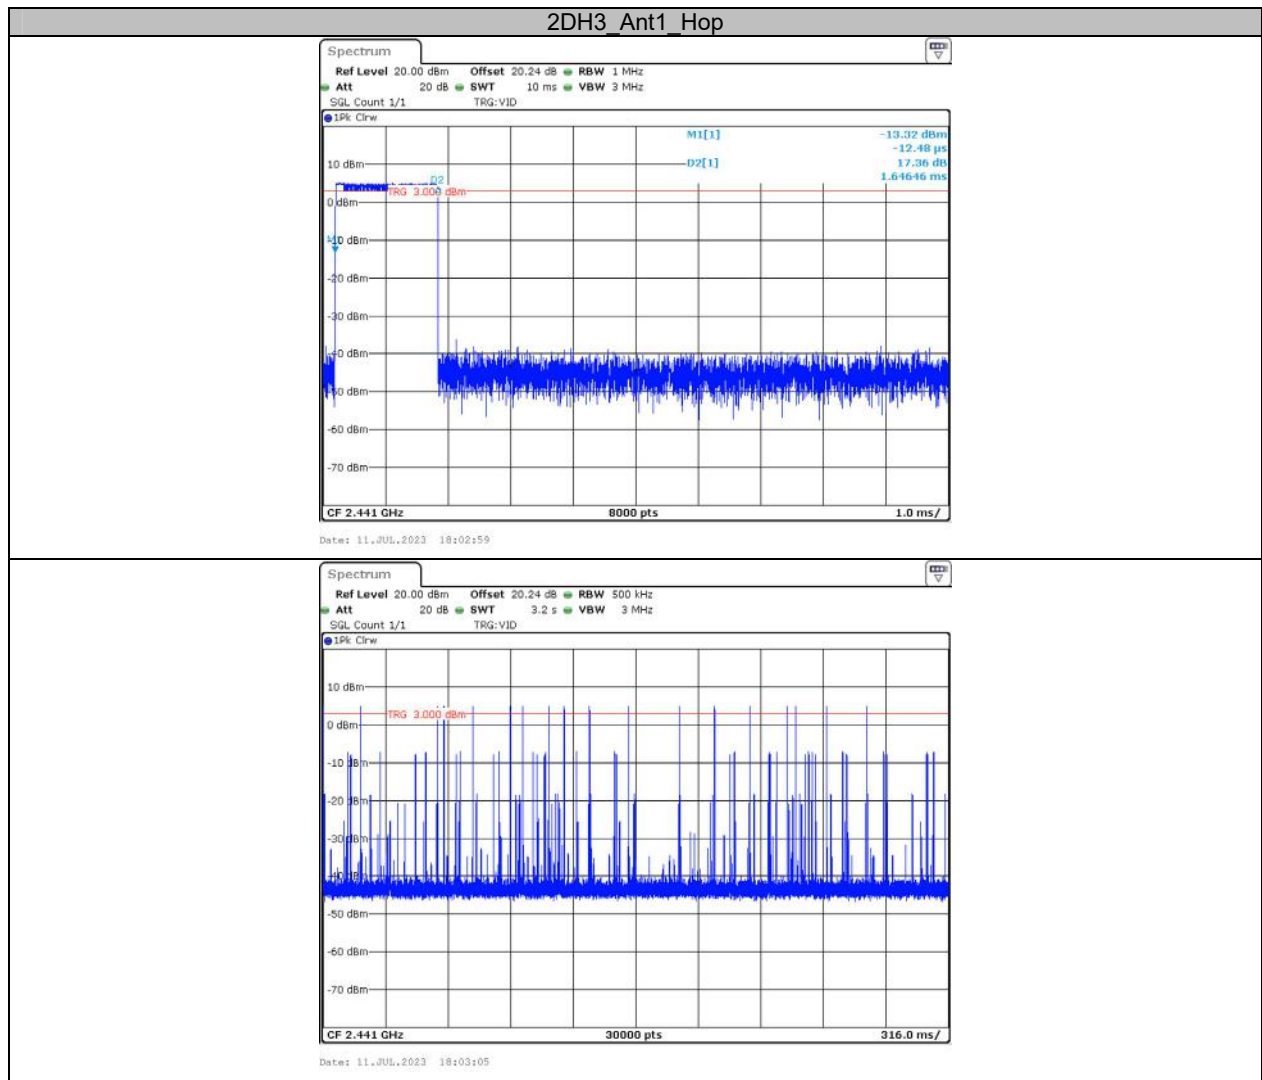 2DH3_Ant1_Hop
Spectrum
Ref Level 20.00 dBm Offset 20.24 dB RBW 1 MHz
Att 20 dB SWT 10 ms VBW 3 MHz
SGL Count 1/1 TRG:VID
1Pk Clrw
M1[1] -13.32 dBm
-12.48 µs
10 dBm D2[1] 17.36 dB
1.64646 ms
D2
TRG 3.000 dBm
0 dBm
-10 dBm
-20 dBm
-30 dBm
-40 dBm
-50 dBm
-60 dBm
-70 dBm
CF 2.441 GHz 8000 pts 1.0 ms/
Date: 11.JUL.2023 18:02:59
Spectrum
Ref Level 20.00 dBm Offset 20.24 dB RBW 500 kHz
Att 20 dB SWT 3.2 s VBW 3 MHz
SGL Count 1/1 TRG:VID
1Pk Clrw
10 dBm
TRG 3.000 dBm
0 dBm
-10 dBm
-20 dBm
-30 dBm
-40 dBm
-50 dBm
-60 dBm
-70 dBm
CF 2.441 GHz 30000 pts 316.0 ms/
Date: 11.JUL.2023 18:03:05